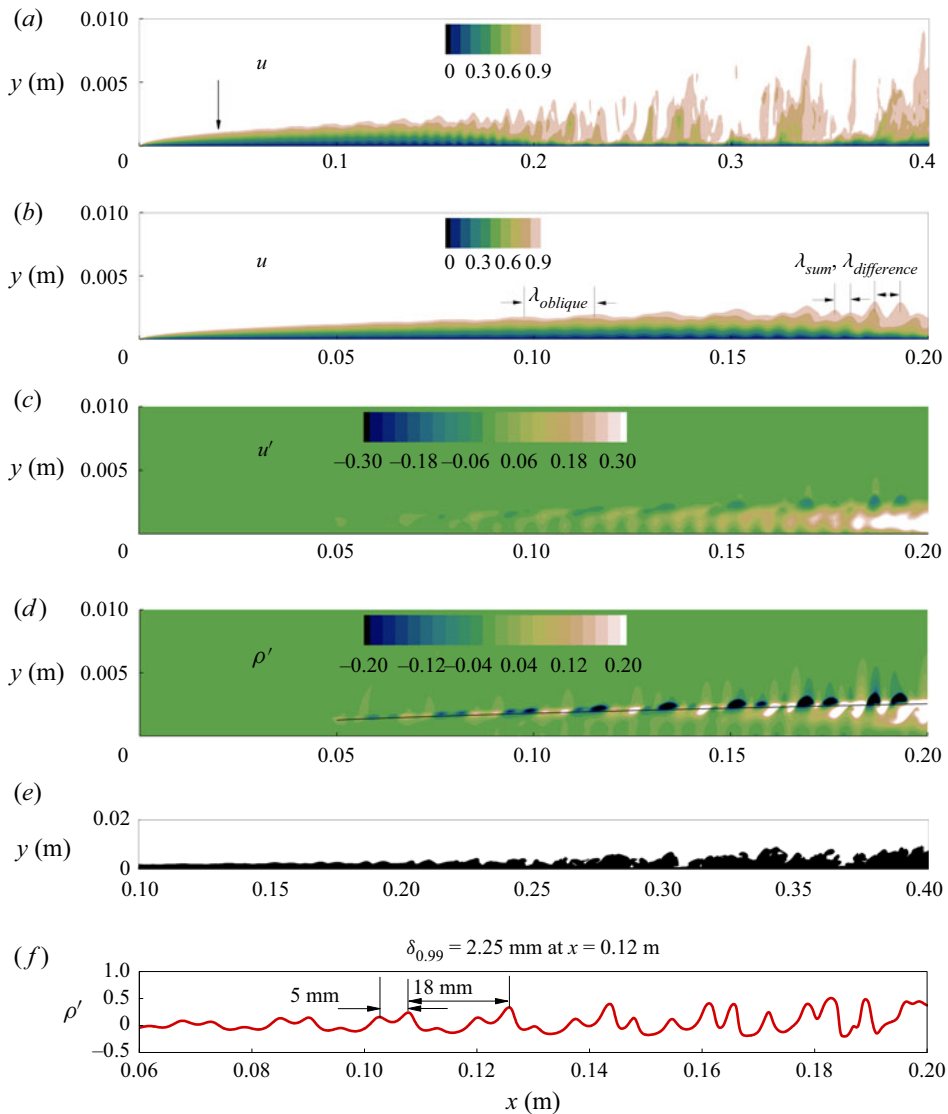 (a)
0.010
u
y (m)
0.005
0 0.3 0.6 0.9
0 0.1 0.2 0.3 0.4
(b)
0.010
u
y (m)
0.005
0 0.3 0.6 0.9
λoblique
λsum, λdifference
0 0.05 0.10 0.15 0.20
(c)
0.010
u′
y (m)
0.005
−0.30 −0.18 −0.06 0.06 0.18 0.30
0 0.05 0.10 0.15 0.20
(d)
0.010
ρ′
y (m)
0.005
−0.20 −0.12 −0.04 0.04 0.12 0.20
0 0.05 0.10 0.15 0.20
(e)
0.02
y (m)
0
0.10 0.15 0.20 0.25 0.30 0.35 0.40
(f)
δ0.99 = 2.25 mm at x = 0.12 m
1.0
ρ′ 0.5
0
−0.5
5 mm
18 mm
0.06 0.08 0.10 0.12 0.14 0.16 0.18 0.20
x (m)